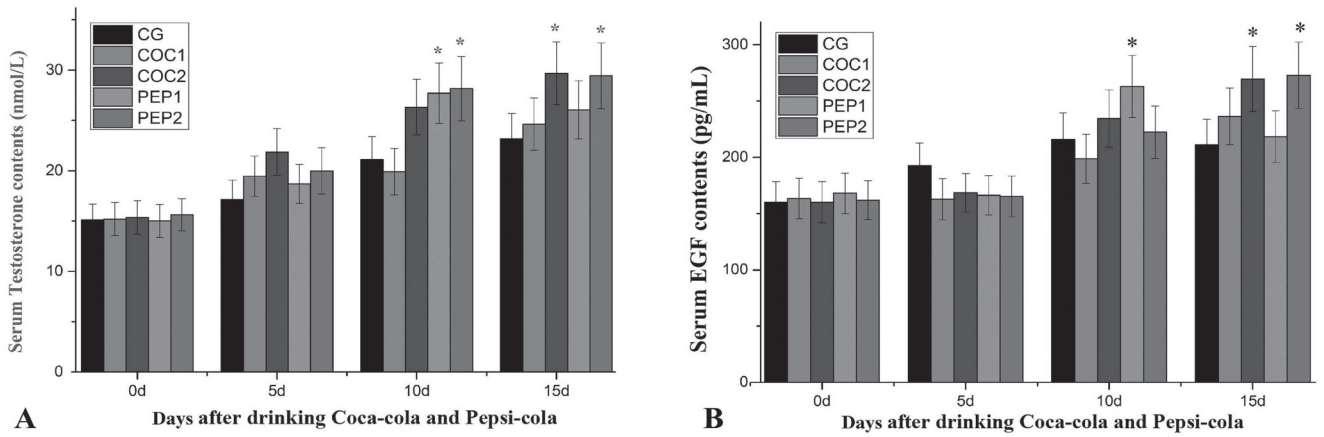 Serum Testosterone contents (nmol/L)
30
20
10
0
CG
COC1
COC2
PEP1
PEP2
* * * *
0d 5d 10d 15d
Days after drinking Coca-cola and Pepsi-cola
A
Serum EGF contents (pg/mL)
300
200
100
0
CG
COC1
COC2
PEP1
PEP2
* * *
0d 5d 10d 15d
Days after drinking Coca-cola and Pepsi-cola
B